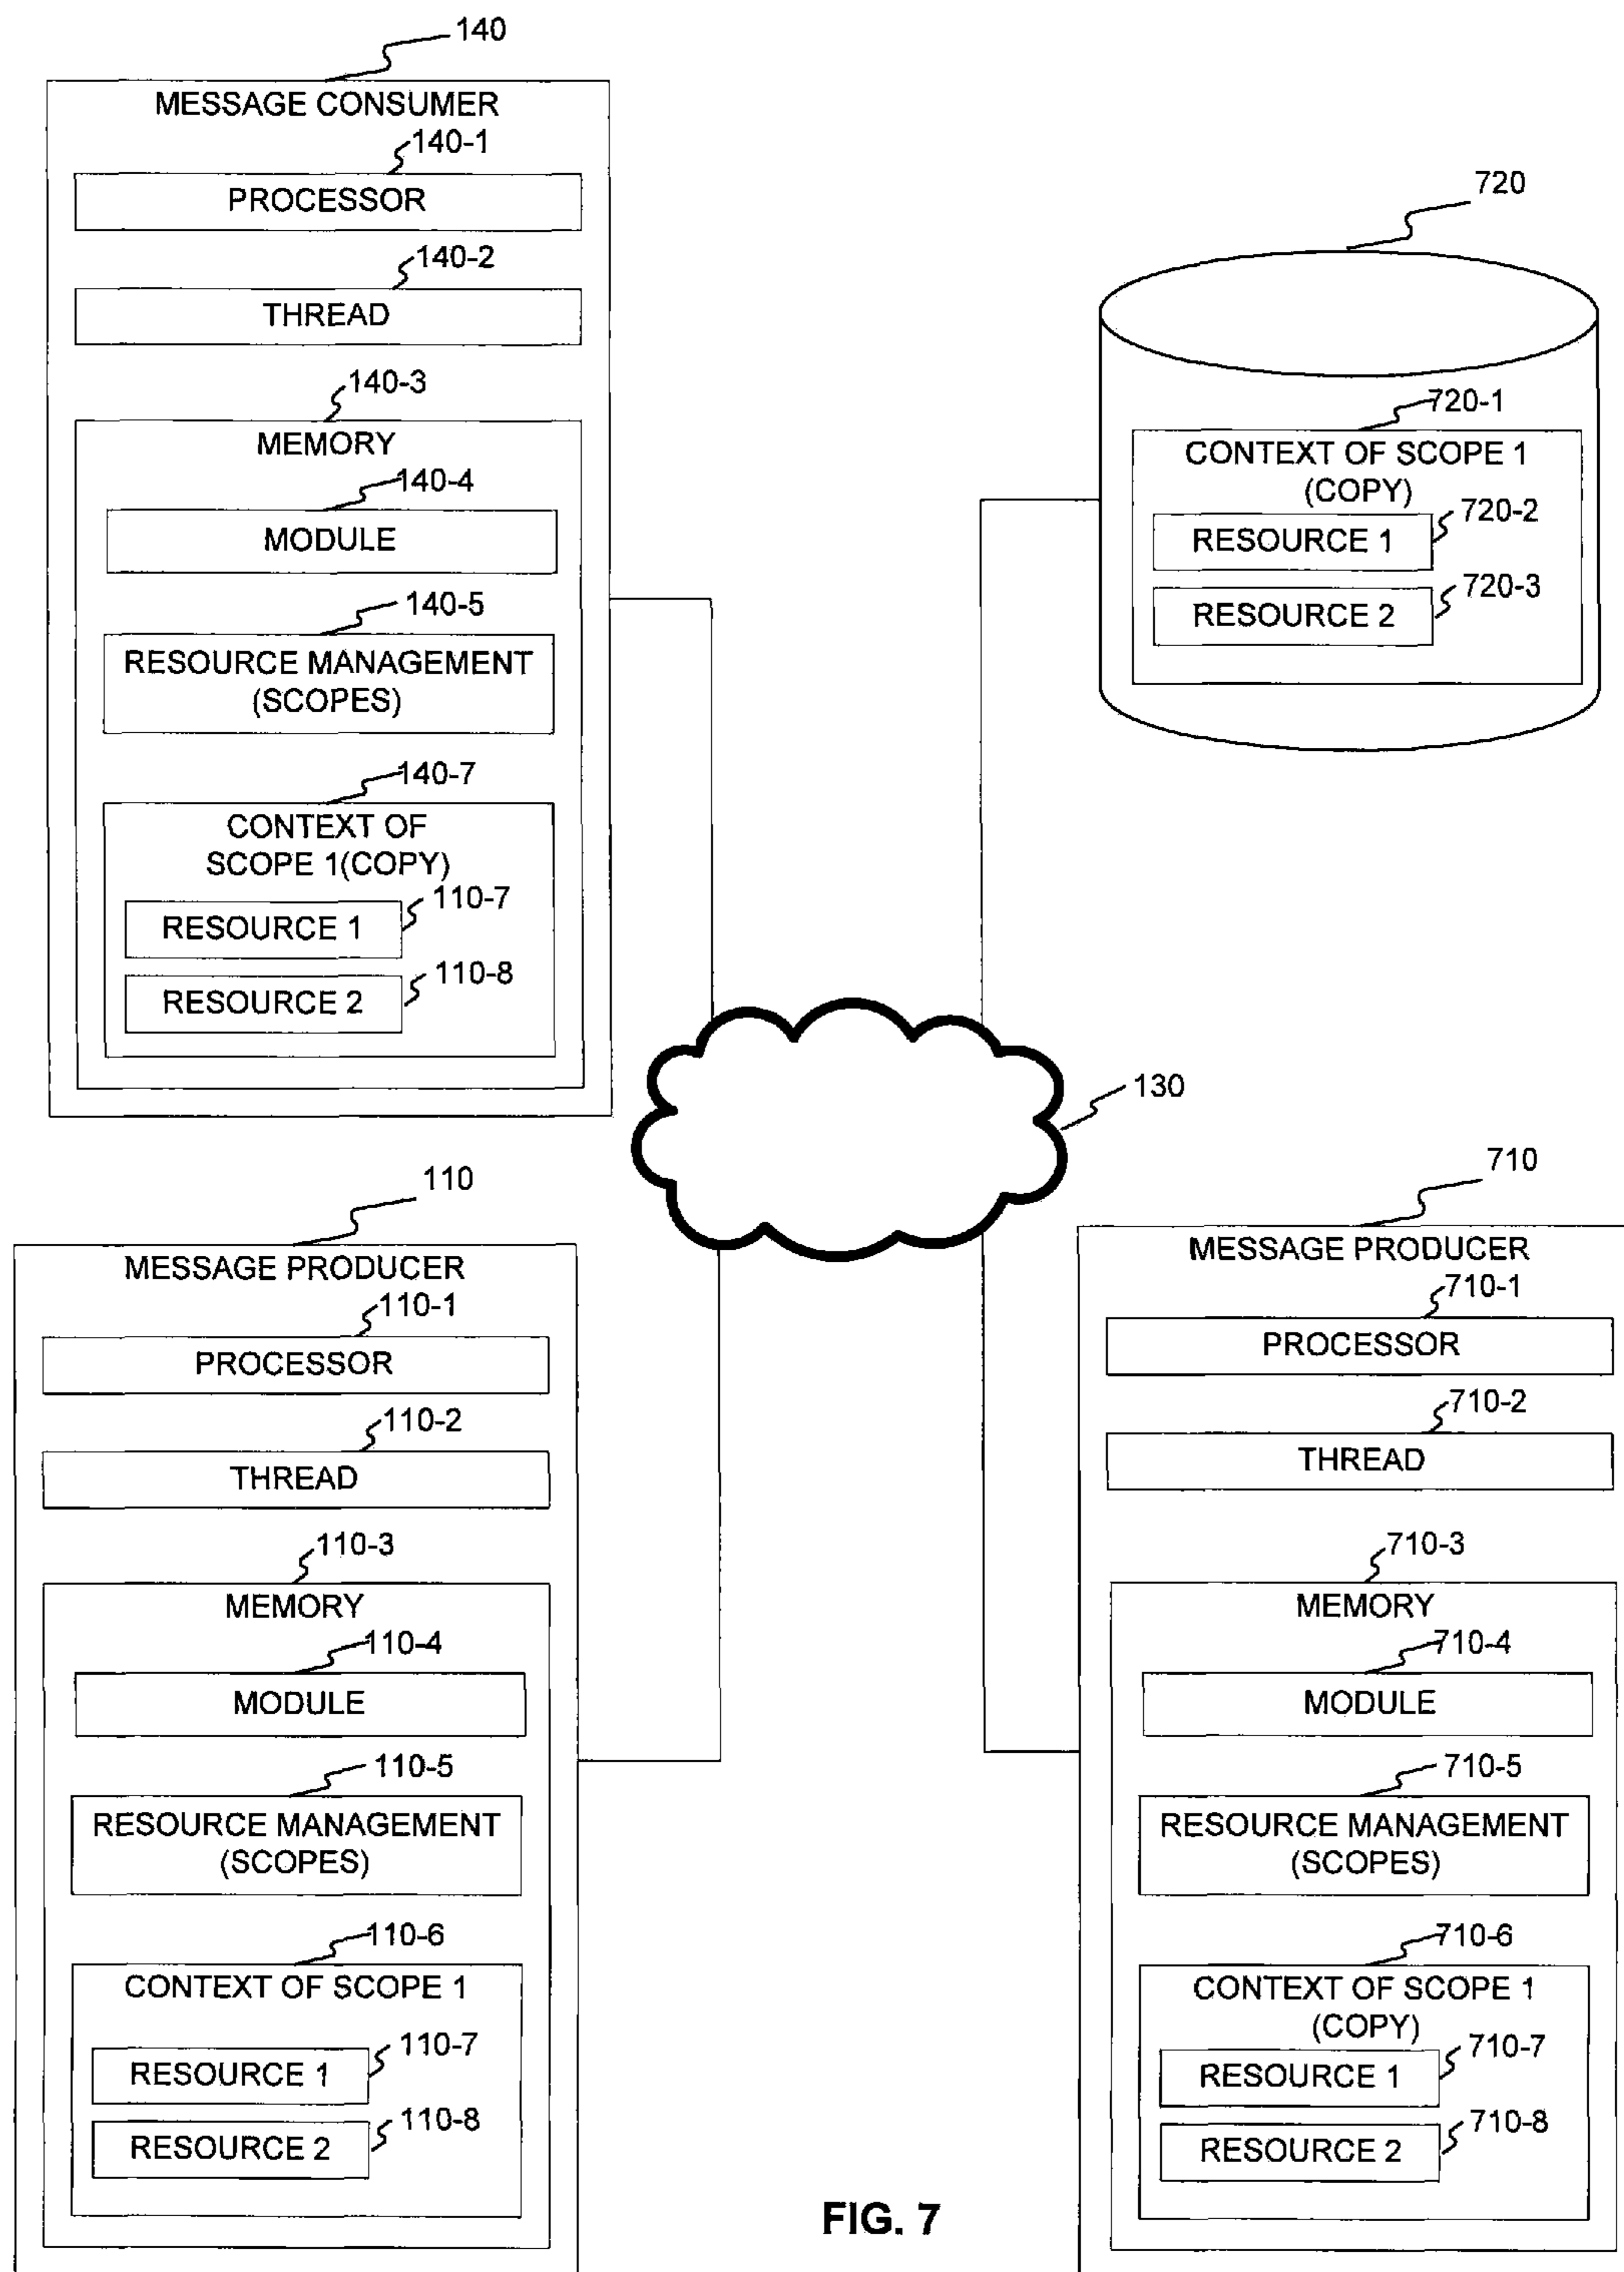 140
MESSAGE CONSUMER
140-1
PROCESSOR
140-2
THREAD
140-3
MEMORY
140-4
MODULE
140-5
RESOURCE MANAGEMENT
(SCOPES)
140-7
CONTEXT OF
SCOPE 1(COPY)
110-7
RESOURCE 1
110-8
RESOURCE 2
720
720-1
CONTEXT OF SCOPE 1
(COPY)
720-2
RESOURCE 1
720-3
RESOURCE 2
130
110
MESSAGE PRODUCER
110-1
PROCESSOR
110-2
THREAD
110-3
MEMORY
110-4
MODULE
110-5
RESOURCE MANAGEMENT
(SCOPES)
110-6
CONTEXT OF SCOPE 1
110-7
RESOURCE 1
110-8
RESOURCE 2
710
MESSAGE PRODUCER
710-1
PROCESSOR
710-2
THREAD
710-3
MEMORY
710-4
MODULE
710-5
RESOURCE MANAGEMENT
(SCOPES)
710-6
CONTEXT OF SCOPE 1
(COPY)
710-7
RESOURCE 1
710-8
RESOURCE 2
FIG. 7